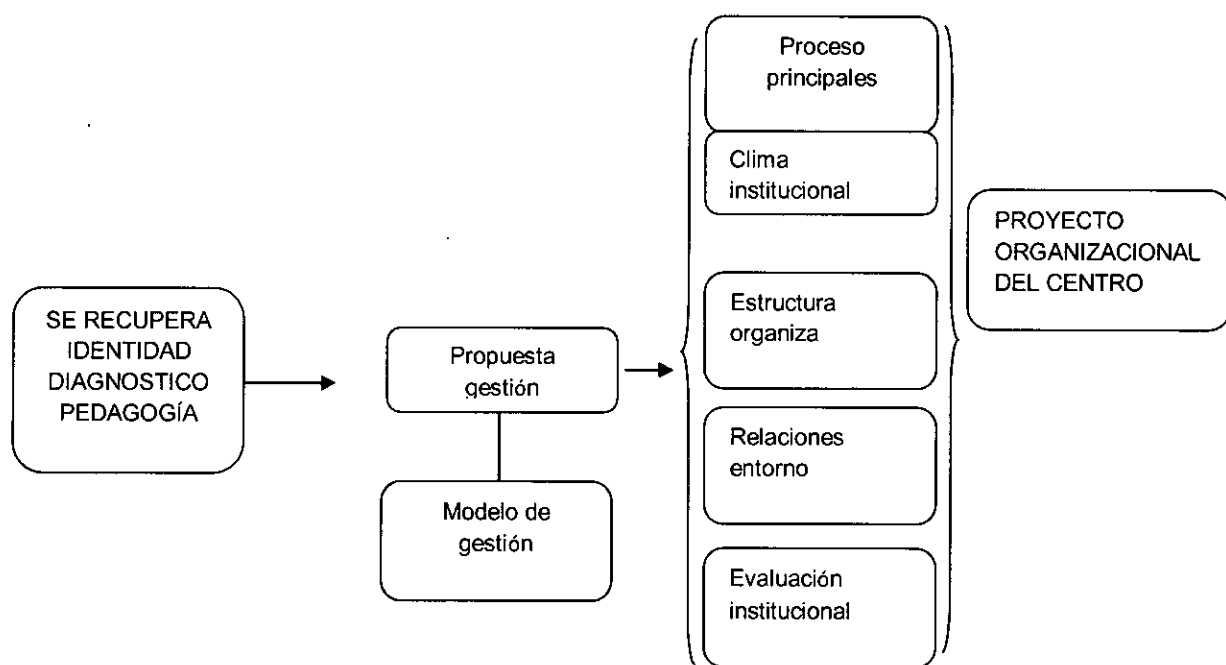 SE RECUPERA
IDENTIDAD
DIAGNOSTICO
PEDAGOGÍA
Propuesta
gestión
Modelo de
gestión
Proceso
principales
Clima
institucional
Estructura
organiza
Relaciones
entorno
Evaluación
institucional
PROYECTO
ORGANIZACIONAL
DEL CENTRO